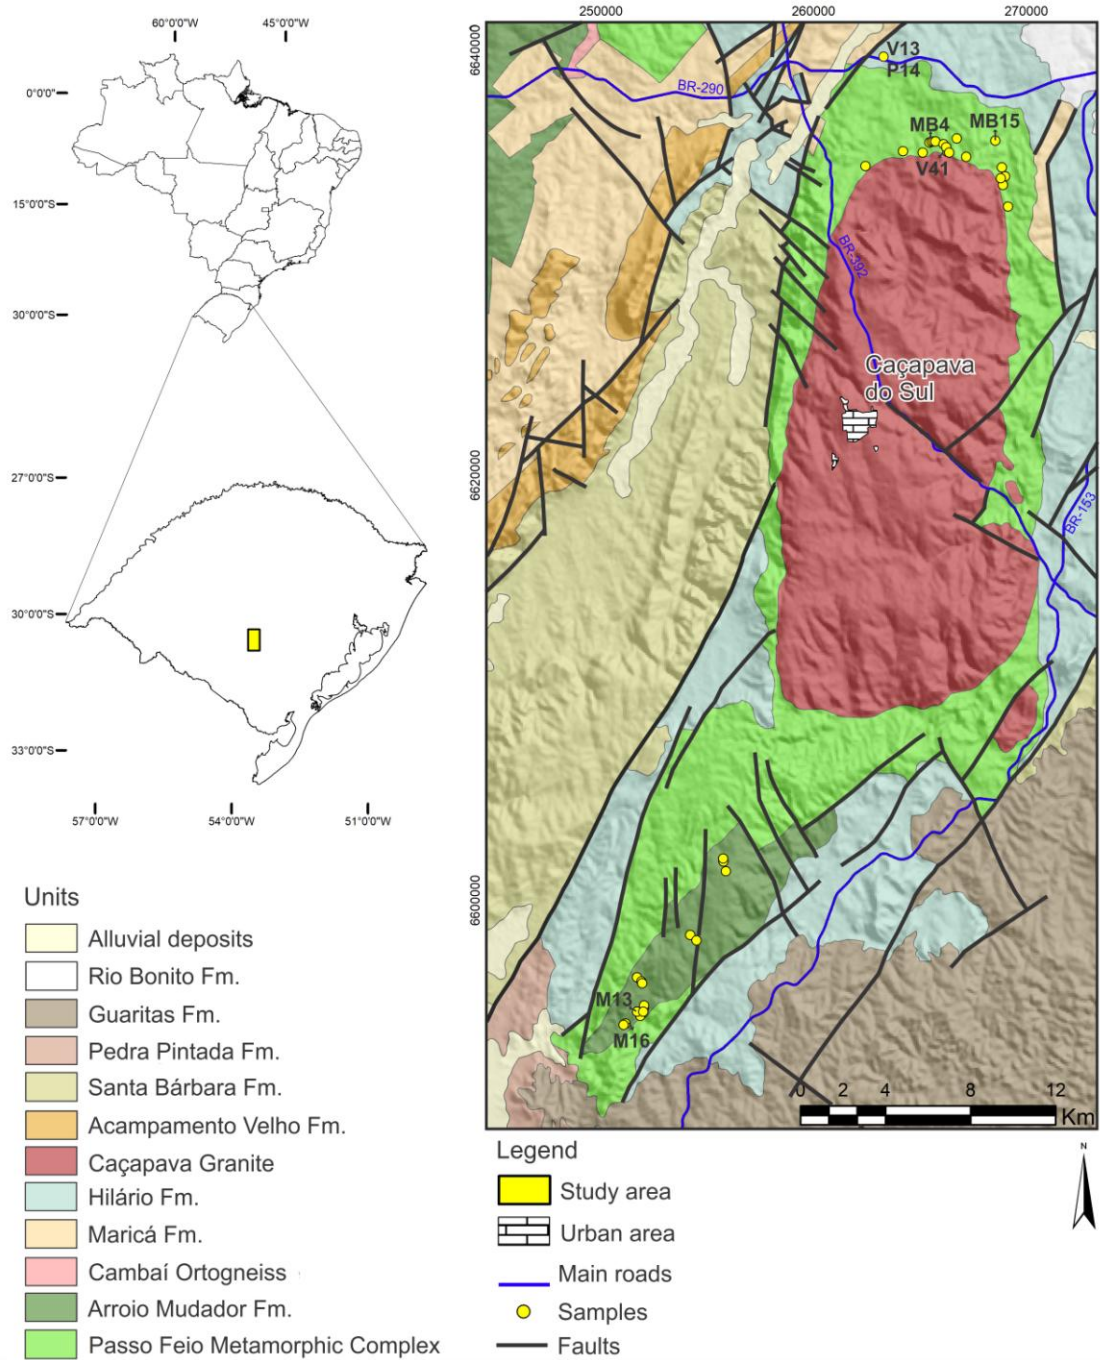 60°0'0"W
45°0'0"W
0°0'0"
15°0'0"S
30°0'0"S
27°0'0"S
30°0'0"S
33°0'0"S
57°0'0"W
54°0'0"W
51°0'0"W
250000
260000
270000
6640000
6620000
6600000
BR-290
V13
P14
MB4
MB15
V41
BR-392
Caçapava
do Sul
BR-153
M13
M16
0 2 4 8 12
Km
Units
Alluvial deposits
Rio Bonito Fm.
Guaritas Fm.
Pedra Pintada Fm.
Santa Bárbara Fm.
Acampamento Velho Fm.
Caçapava Granite
Hilário Fm.
Maricá Fm.
Cambaí Ortogneiss
Arroio Mudador Fm.
Passo Feio Metamorphic Complex
Legend
Study area
Urban area
Main roads
Samples
Faults
N